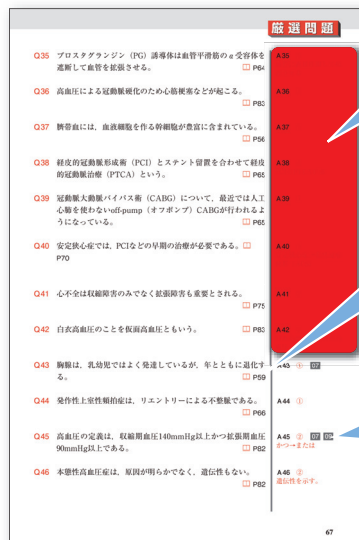 厳選問題
Q35 プロスタグランジン（PG）誘導体は血管平滑筋のα受容体を
遮断して血管を拡張させる。 P64
A35
Q36 高血圧による冠動脈硬化のため心筋梗塞などが起こる。
P83
A36
Q37 臍帯血には，血液細胞を作る幹細胞が豊富に含まれている。
P56
A37
Q38 経皮的冠動脈形成術（PCI）とステント留置を合わせて経皮
的冠動脈治療（PTCA）という。 P65
A38
Q39 冠動脈大動脈バイパス術（CABG）について，最近では人工
心肺を使わないoff-pump（オフポンプ）CABGが行われるよ
うになっている。 P65
A39
Q40 安定狭心症では，PCIなどの早期の治療が必要である。
P70
A40
Q41 心不全は収縮障害のみでなく拡張障害も重要とされる。
P75
A41
Q42 白衣高血圧のことを仮面高血圧ともいう。 P83
A42
Q43 胸腺は，乳幼児ではよく発達しているが，年とともに退化す
る。 P59
A43 ① 07
Q44 発作性上室性頻拍症は，リエントリーによる不整脈である。
P66
A44 ①
Q45 高血圧の定義は，収縮期血圧140mmHg以上かつ拡張期血圧
90mmHg以上である。 P82
A45 ② 07
かつ→または
Q46 本態性高血圧症は，原因が明らかでなく，遺伝性もない。
P82
A46 ②
遺伝性を示す。
67